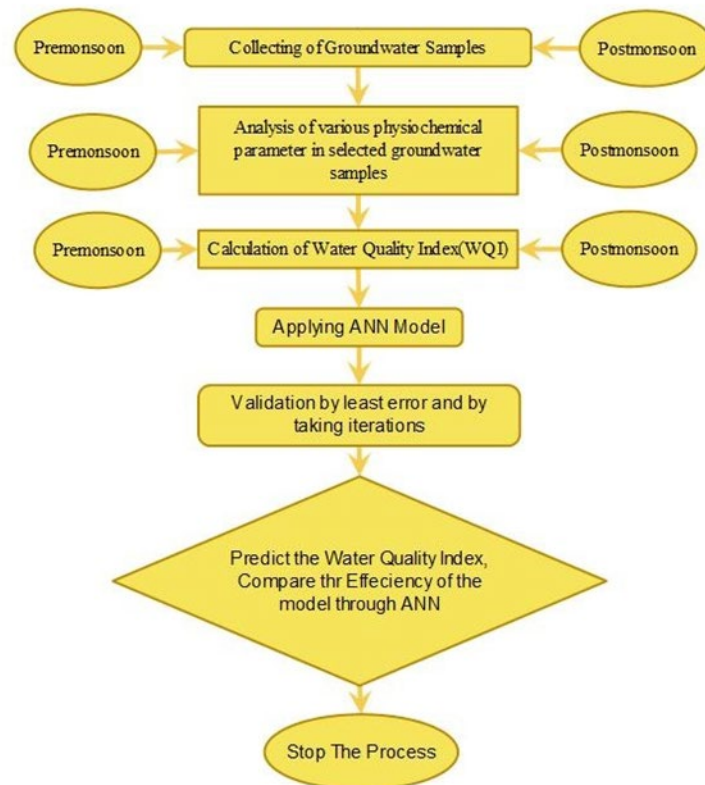 Premonsoon
Collecting of Groundwater Samples
Postmonsoon
Premonsoon
Analysis of various physiochemical
parameter in selected groundwater
samples
Postmonsoon
Premonsoon
Calculation of Water Quality Index(WQI)
Postmonsoon
Applying ANN Model
Validation by least error and by
taking iterations
Predict the Water Quality Index,
Compare thr Effeciency of the
model through ANN
Stop The Process